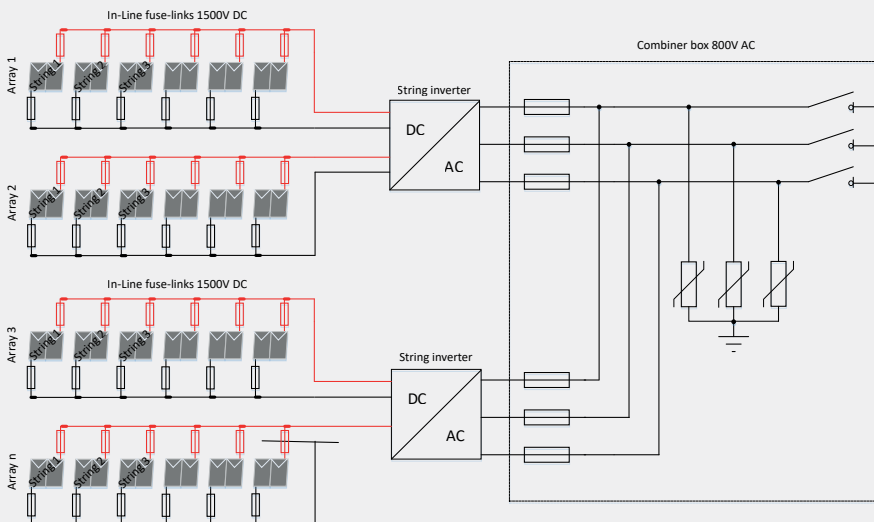 In-Line fuse-links 1500V DC
Combiner box 800V AC
Array 1
String 1
String 2
String 3
String inverter
DC
AC
Array 2
String 1
String 2
String 3
In-Line fuse-links 1500V DC
Array 3
String 1
String 2
String 3
String inverter
DC
AC
Array n
String 1
String 2
String 3